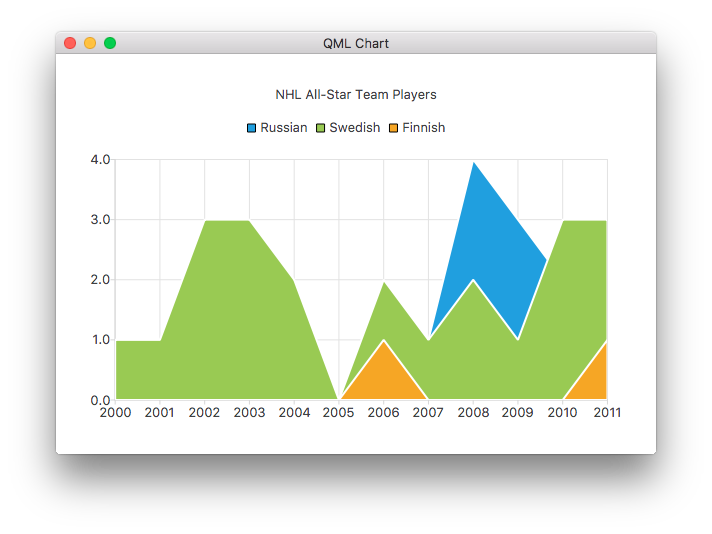 QML Chart
NHL All-Star Team Players
Russian Swedish Finnish
4.0
3.0
2.0
1.0
0.0
2000 2001 2002 2003 2004 2005 2006 2007 2008 2009 2010 2011